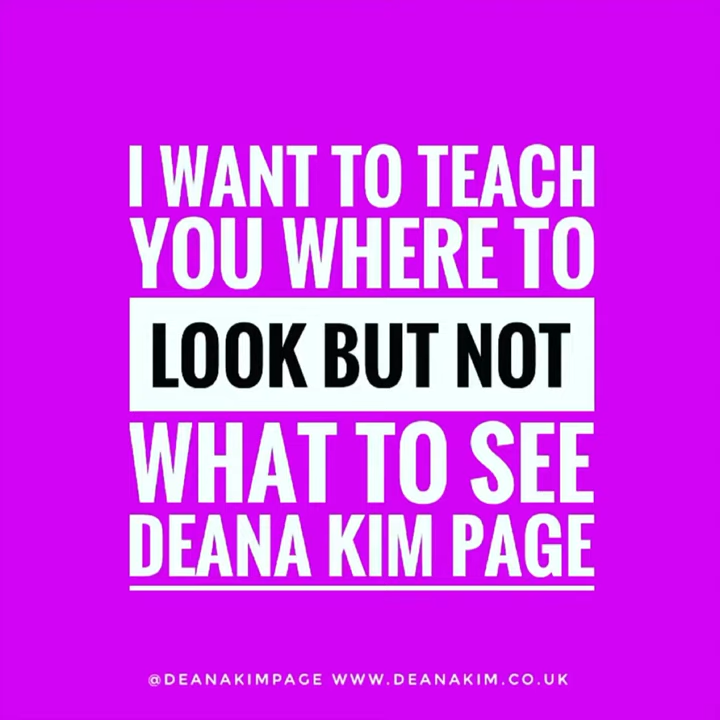 I WANT TO TEACH
YOU WHERE TO
LOOK BUT NOT
WHAT TO SEE
DEANA KIM PAGE
@DEANAKIMPAGE WWW.DEANAKIM.CO.UK